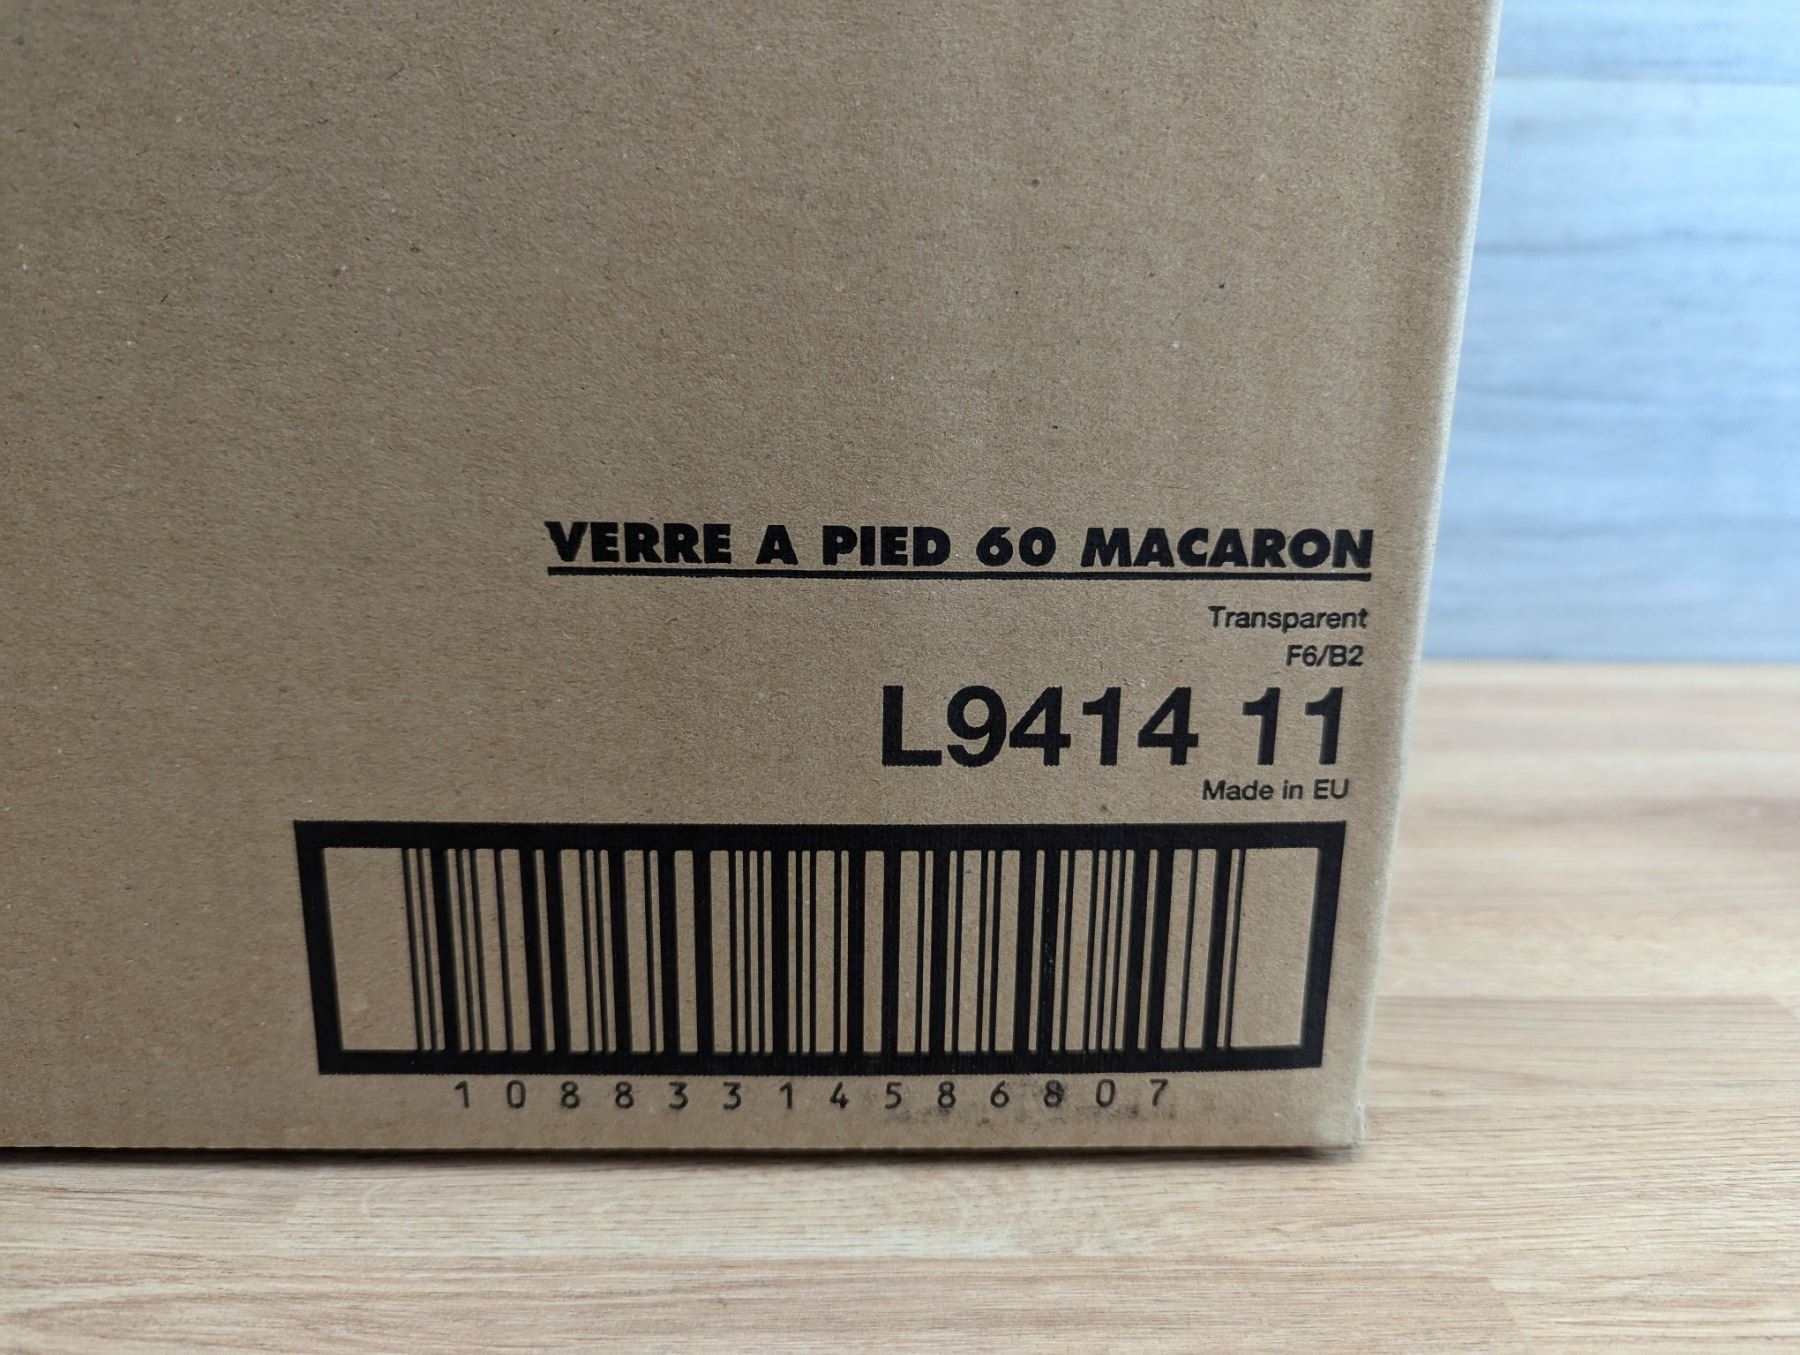 VERRE A PIED 60 MACARON
Transparent
F6/B2
L9414 11
Made in EU
1 0 8 8 3 3 1 4 5 8 6 8 0 7